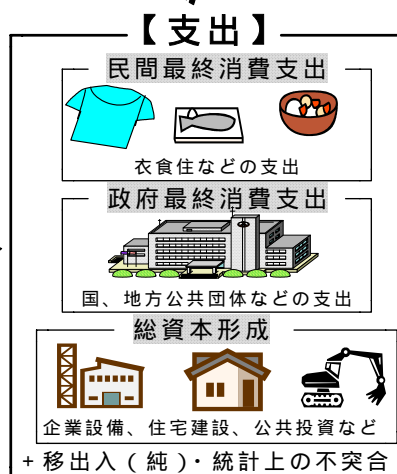 【支出】
民間最終消費支出
衣食住などの支出
政府最終消費支出
国、地方公共団体などの支出
総資本形成
企業設備、住宅建設、公共投資など
+移出入(純)・統計上の不突合